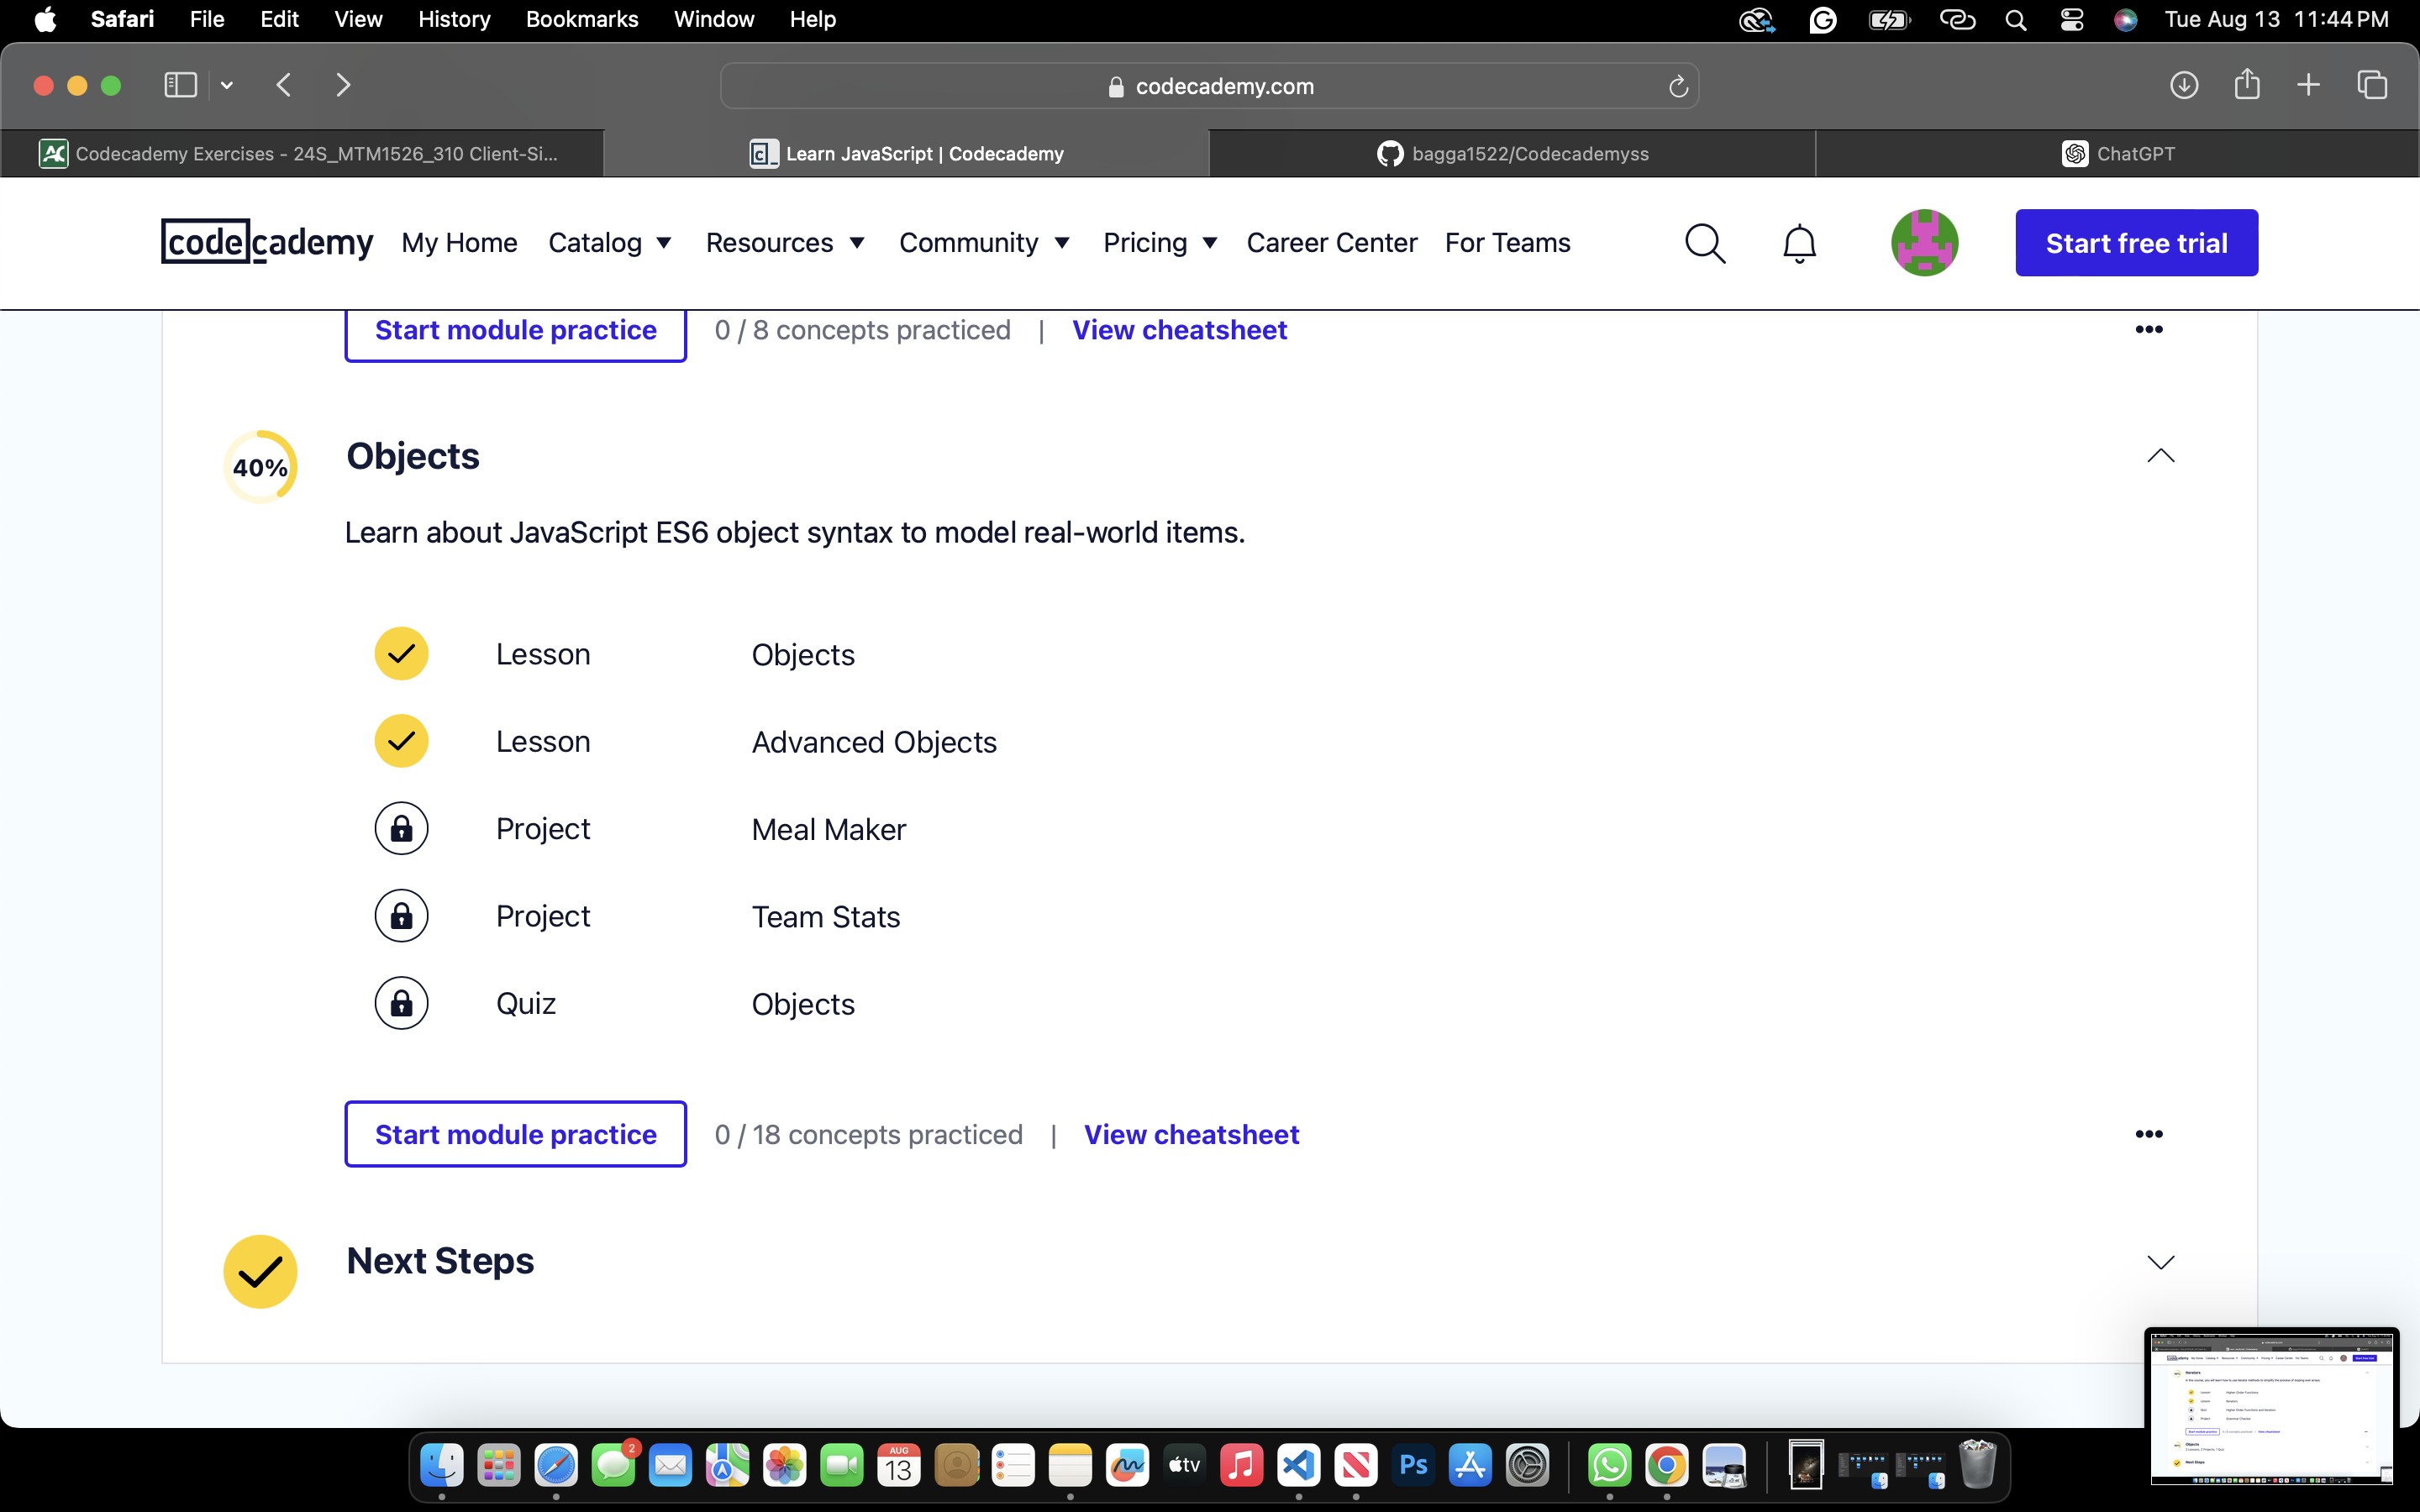 Safari File Edit View History Bookmarks Window Help Tue Aug 13 11:44 PM
codecademy.com
Codecademy Exercises - 24S_MTM1526_310 Client-Si... Learn JavaScript | Codecademy bagga1522/Codecademyss ChatGPT
codecademy My Home Catalog Resources Community Pricing Career Center For Teams Start free trial
Start module practice 0 / 8 concepts practiced | View cheatsheet
40% Objects
Learn about JavaScript ES6 object syntax to model real-world items.
Lesson Objects
Lesson Advanced Objects
Project Meal Maker
Project Team Stats
Quiz Objects
Start module practice 0 / 18 concepts practiced | View cheatsheet
Next Steps
2 AUG 13 tv Ps